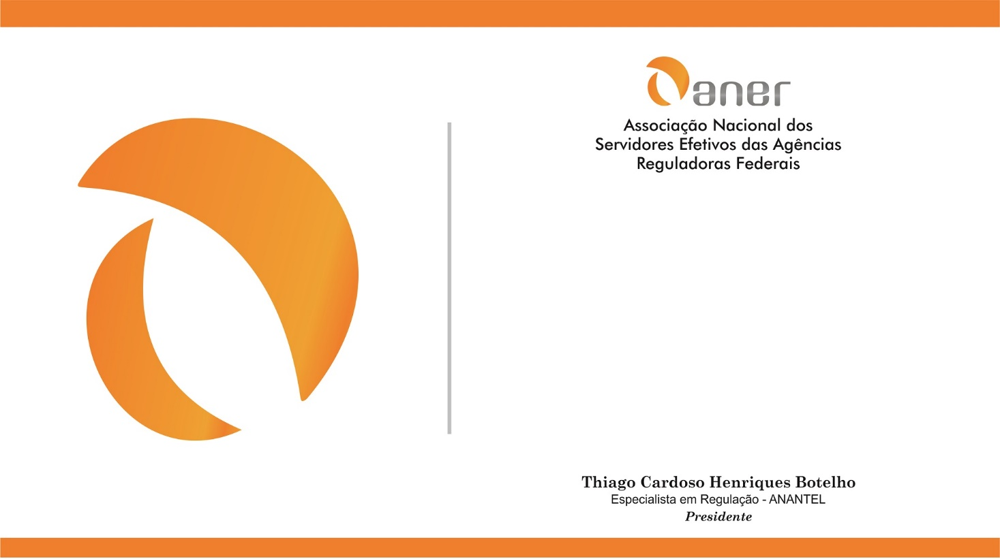 aner
Associação Nacional dos
Servidores Efetivos das Agências
Reguladoras Federais
Thiago Cardoso Henriques Botelho
Especialista em Regulação - ANANTEL
Presidente